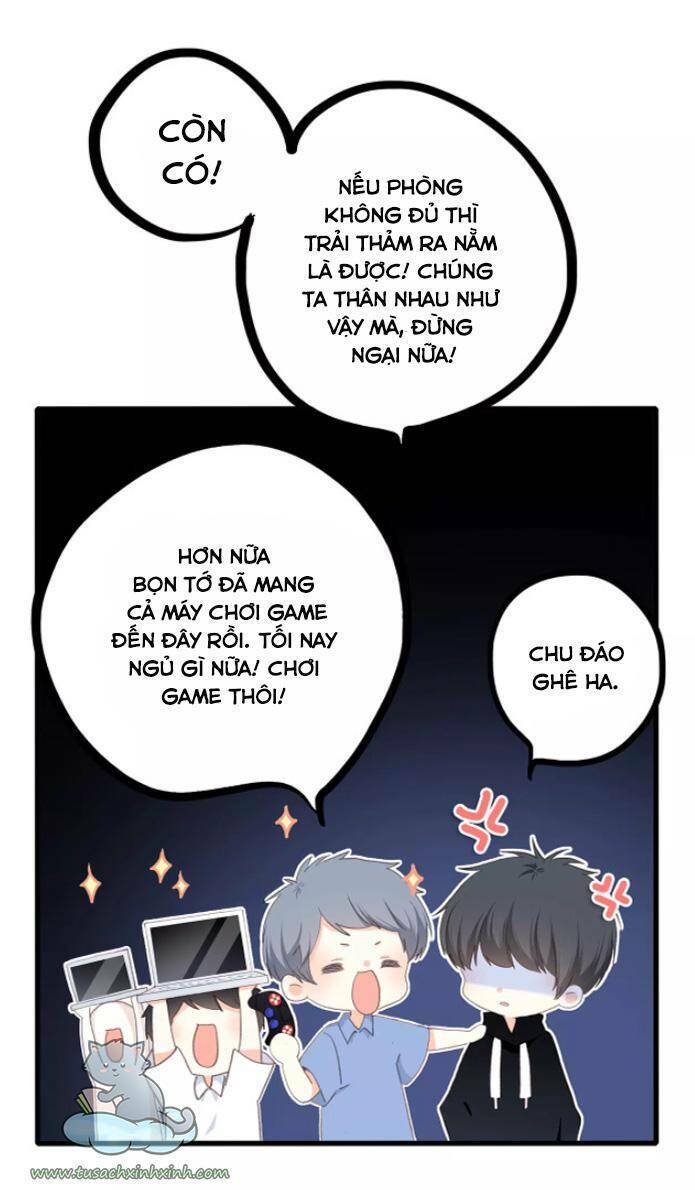 CÒN
CÓ!
NẾU PHÒNG
KHÔNG ĐỦ THÌ
TRẢI THẢM RA NẰM
LÀ ĐƯỢC! CHÚNG
TA THÂN NHAU NHƯ
VẬY MÀ, ĐỪNG
NGẠI NỮA!
HƠN NỮA
BỌN TỚ ĐÃ MANG
CẢ MÁY CHƠI GAME
ĐẾN ĐÂY RỒI. TỐI NAY
NGỦ GÌ NỮA! CHƠI
GAME THÔI!
CHU ĐÁO
GHÊ HA.
www.tusachxinhxinh.com